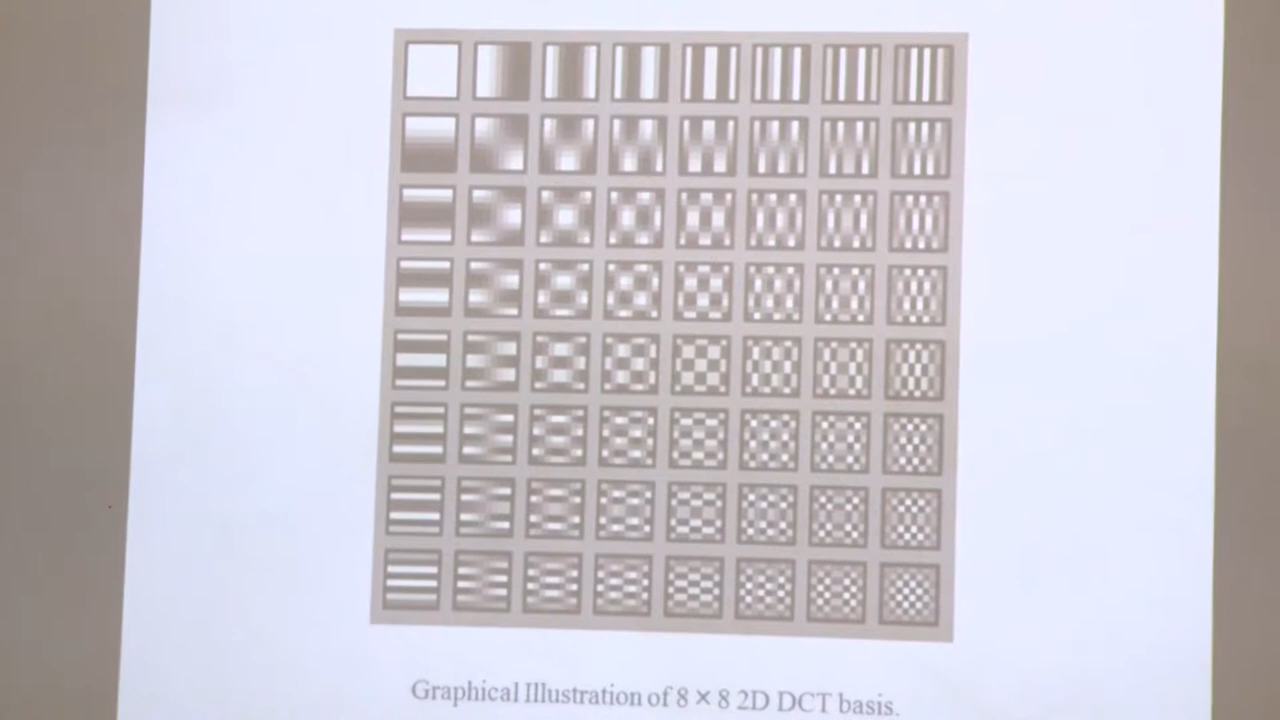 Graphical Illustration of 8 × 8 2D DCT basis.